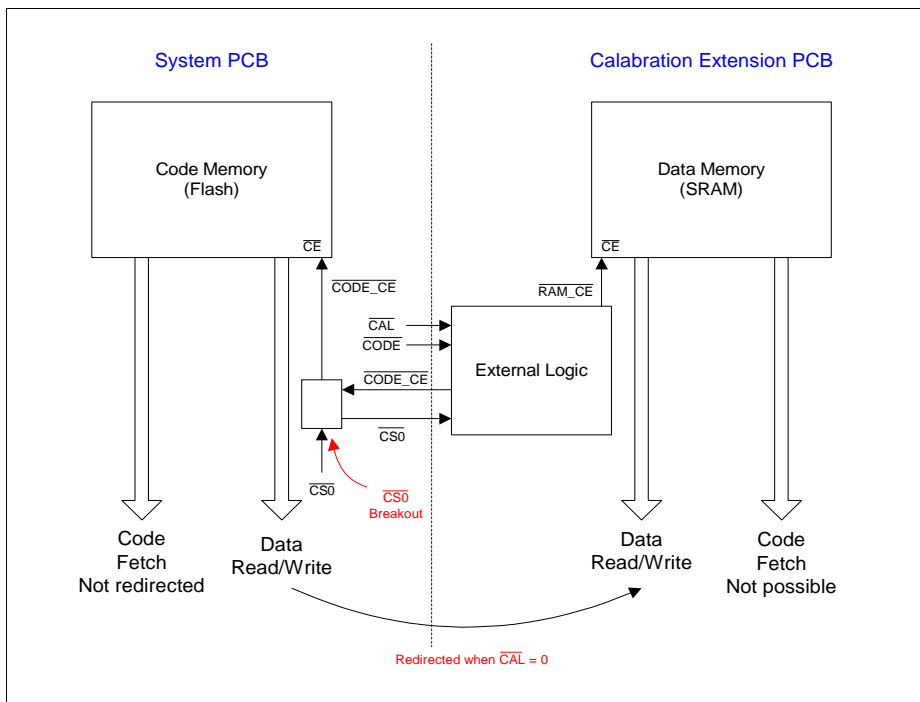 System PCB
Calabration Extension PCB
Code Memory
(Flash)
CE
Data Memory
(SRAM)
CE
CODE_CE
RAM_CE
CAL
CODE
External Logic
CODE_CE
CS0
CS0
CS0
Breakout
Code
Fetch
Not redirected
Data
Read/Write
Data
Read/Write
Code
Fetch
Not possible
Redirected when CAL = 0